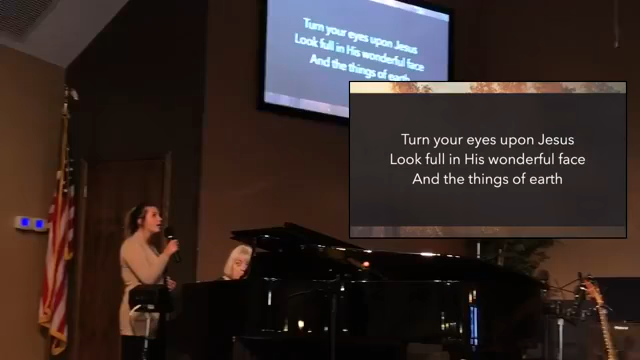 Turn your eyes upon Jesus
Look full in His wonderful face
And the things of earth
Turn your eyes upon Jesus
Look full in His wonderful face
And the things of earth